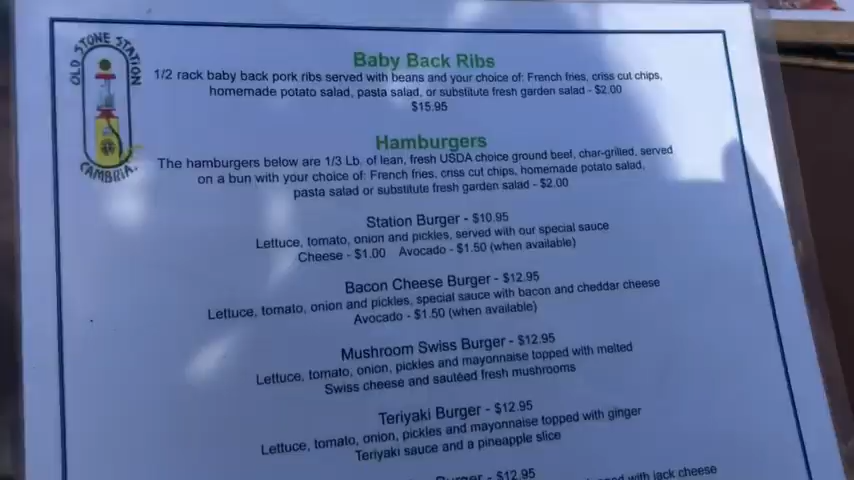 OLD STONE STATION
CAMBRIA.
Baby Back Ribs
1/2 rack baby back pork ribs served with beans and your choice of: French fries, criss cut chips,
homemade potato salad, pasta salad, or substitute fresh garden salad - $2.00
$15.95
Hamburgers
The hamburgers below are 1/3 Lb. of lean, fresh USDA choice ground beef, char-grilled, served
on a bun with your choice of: French fries, criss cut chips, homemade potato salad,
pasta salad or substitute fresh garden salad - $2.00
Station Burger - $10.95
Lettuce, tomato, onion and pickles, served with our special sauce
Cheese - $1.00 Avocado - $1.50 (when available)
Bacon Cheese Burger - $12.95
Lettuce, tomato, onion and pickles, special sauce with bacon and cheddar cheese
Avocado - $1.50 (when available)
Mushroom Swiss Burger - $12.95
Lettuce, tomato, onion, pickles and mayonnaise topped with melted
Swiss cheese and sautéed fresh mushrooms
Teriyaki Burger - $12.95
Lettuce, tomato, onion, pickles and mayonnaise topped with ginger
Teriyaki sauce and a pineapple slice
Burger - $12.95
with jack cheese